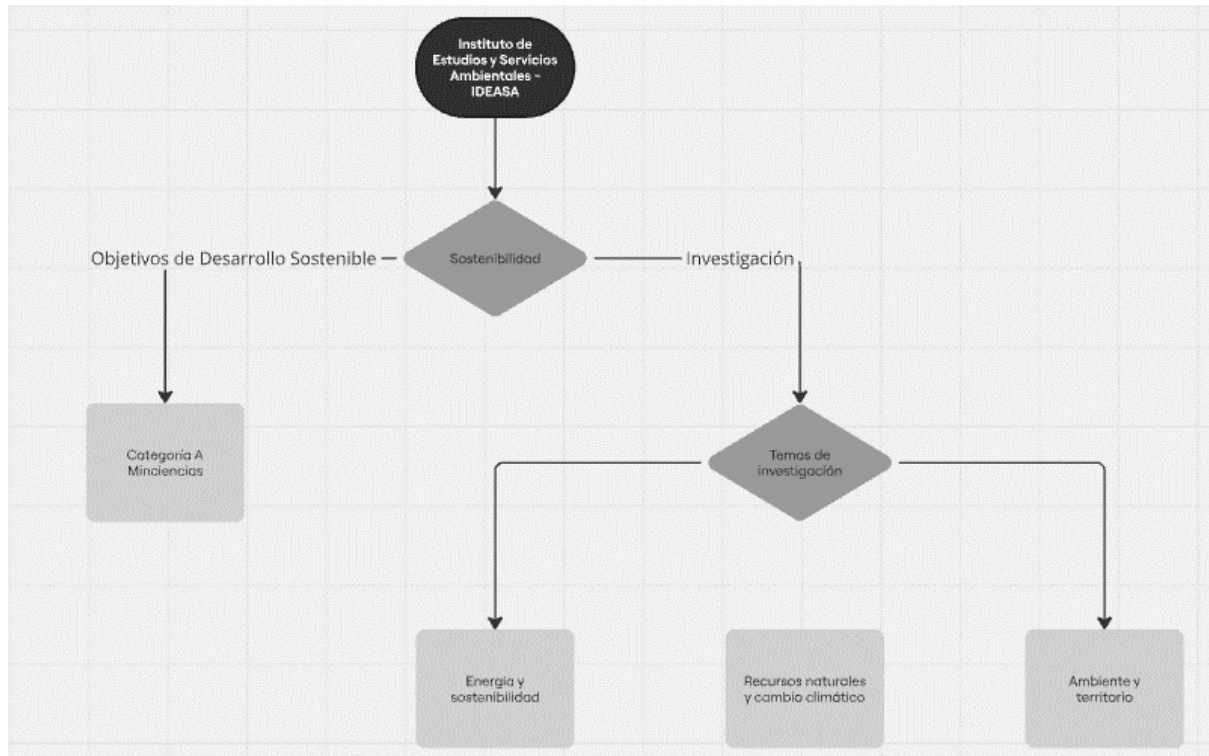 Instituto de
Estudios y Servicios
Ambientales -
IDEASA
Sostenibilidad
Objetivos de Desarrollo Sostenible
Investigación
Categoría A
Minciencias
Temas de
investigación
Energía y
sostenibilidad
Recursos naturales
y cambio climático
Ambiente y
territorio